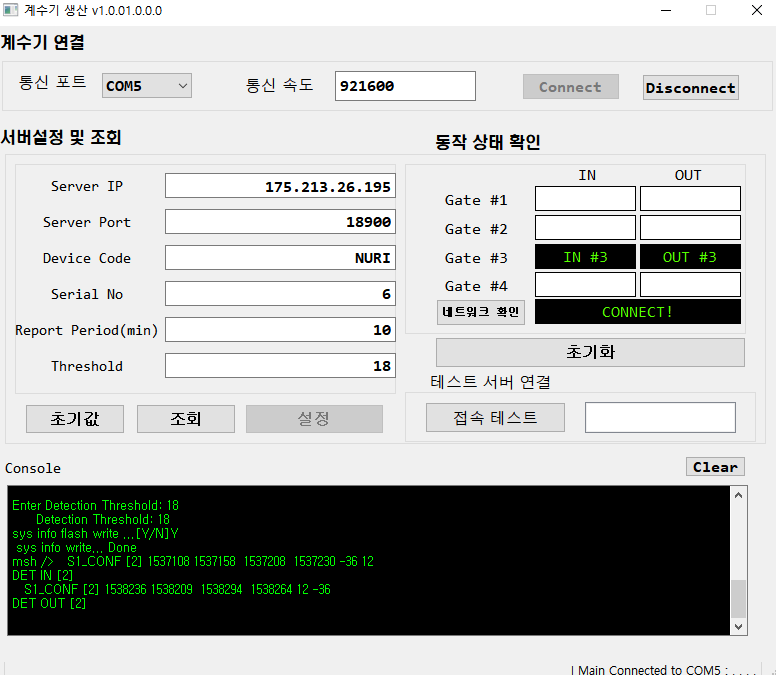 계수기 생산 v1.0.01.0.0.0
계수기 연결
통신 포트 COM5 통신 속도 921600 Connect Disconnect
서버설정 및 조회
Server IP 175.213.26.195
Server Port 18900
Device Code NURI
Serial No 6
Report Period(min) 10
Threshold 18
초기값 조회 설정
동작 상태 확인
IN OUT
Gate #1
Gate #2
Gate #3 IN #3 OUT #3
Gate #4
네트워크 확인 CONNECT!
초기화
테스트 서버 연결
접속 테스트
Console Clear
Enter Detection Threshold: 18
Detection Threshold: 18
sys info flash write ,,,[Y/N]Y
sys info write,,, Done
msh /> S1_CONF [2] 1537108 1537158 1537208 1537230 -36 12
DET IN [2]
S1_CONF [2] 1538236 1538209 1538294 1538264 12 -36
DET OUT [2]
| Main Connected to COM5 : . . . .